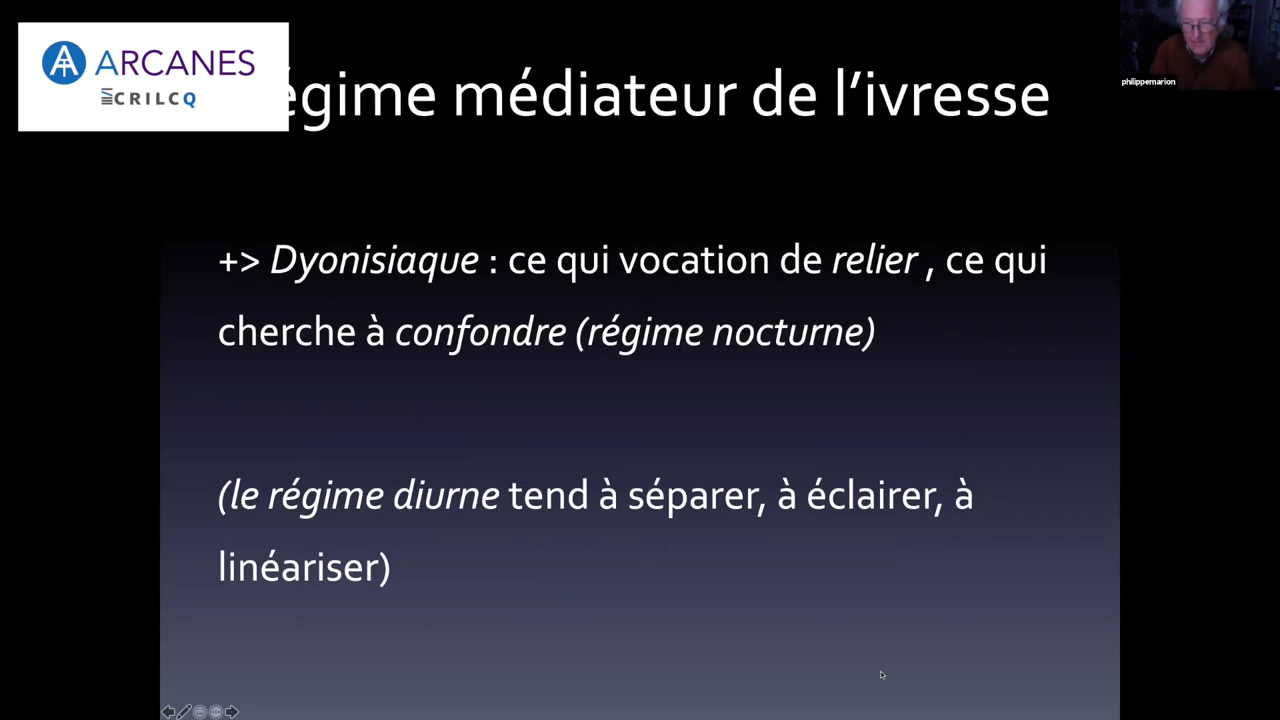 ARCANES
CRILCQ
égime médiateur de l’ivresse
philippemarion
+> Dyonisiaque : ce qui vocation de relier , ce qui
cherche à confondre (régime nocturne)
(le régime diurne tend à séparer, à éclairer, à
linéariser)